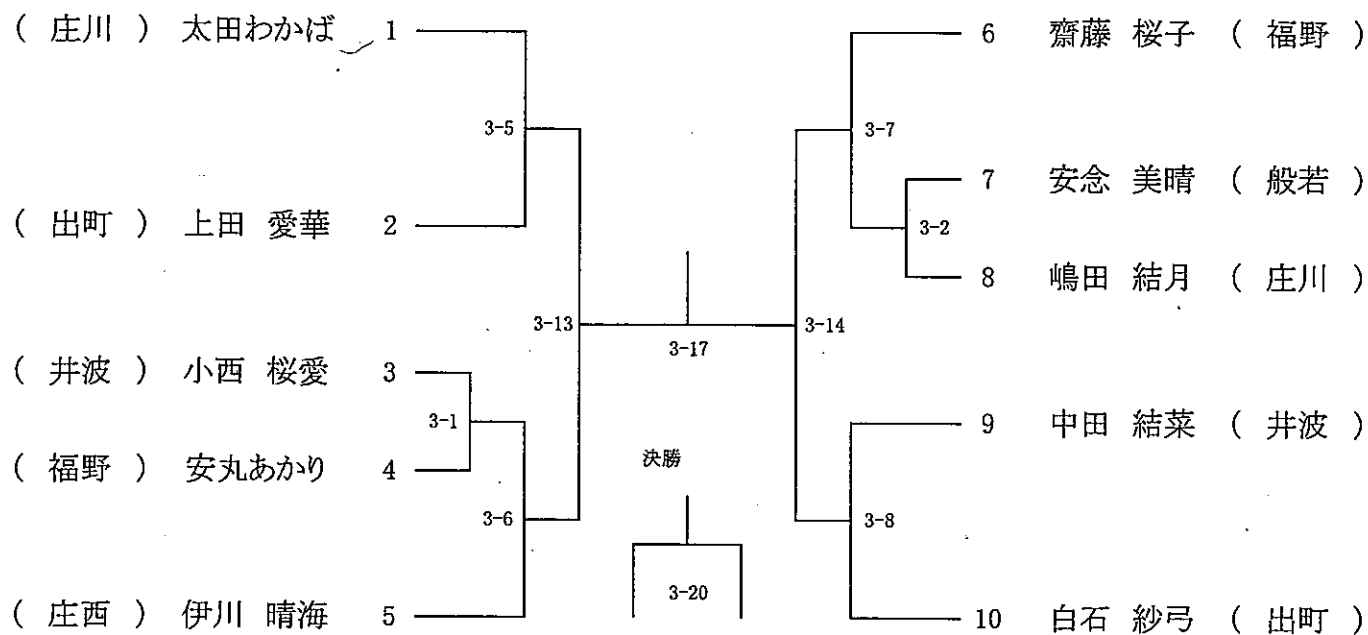 ( 庄川 ) 太田わかば 1
6 齋藤 桜子 ( 福野 )
3-5
3-7
7 安念 美晴 ( 般若 )
( 出町 ) 上田 愛華 2
3-2
8 嶋田 結月 ( 庄川 )
3-13
3-14
3-17
( 井波 ) 小西 桜愛 3
3-1
9 中田 結菜 ( 井波 )
( 福野 ) 安丸あかり 4
決勝
3-6
3-8
3-20
( 庄西 ) 伊川 晴海 5
10 白石 紗弓 ( 出町 )